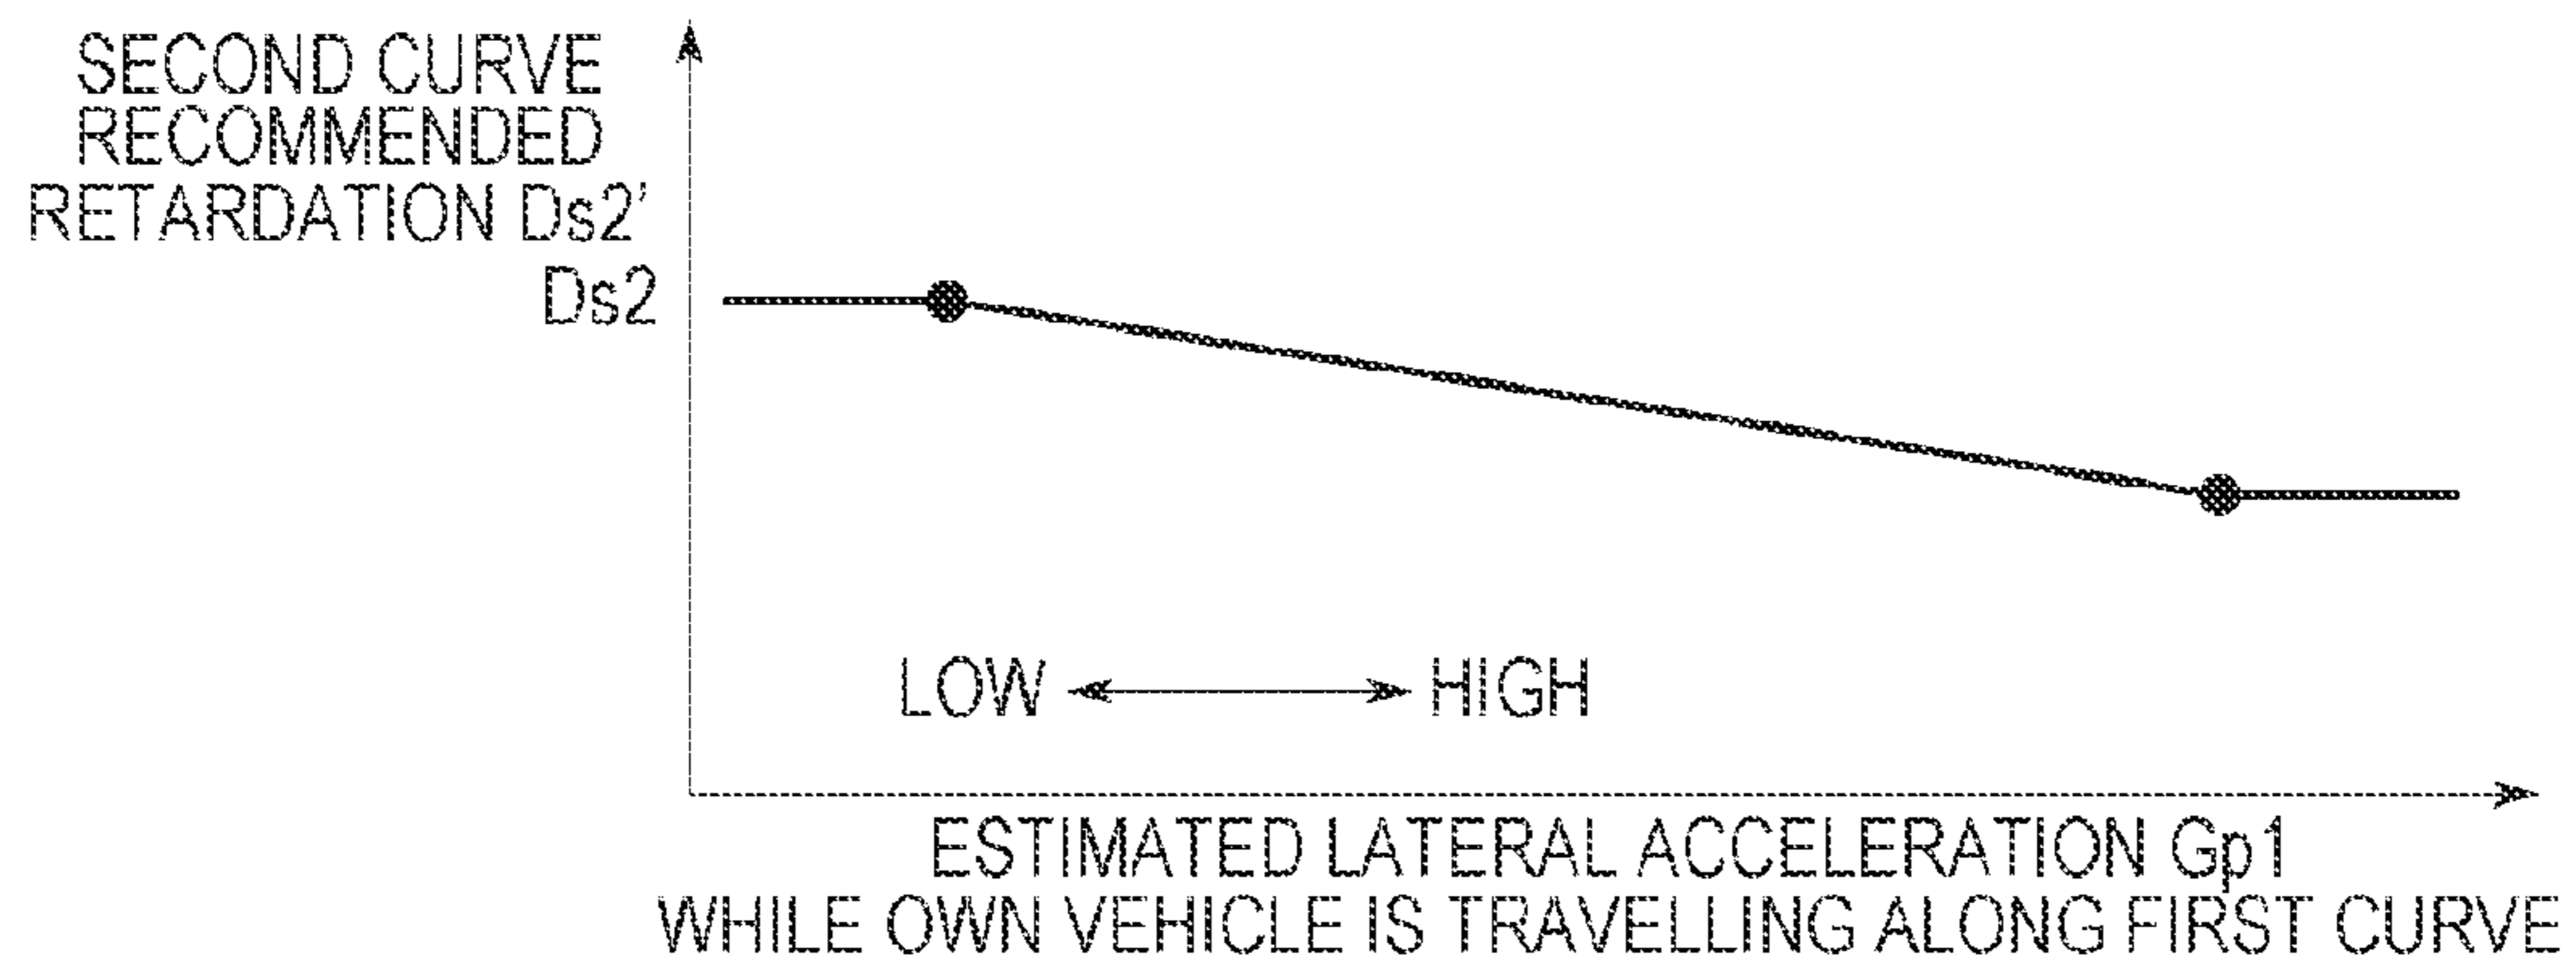 SECOND CURVE
RECOMMENDED
RETARDATION Ds2'
Ds2
LOW HIGH
ESTIMATED LATERAL ACCELERATION Gp1
WHILE OWN VEHICLE IS TRAVELLING ALONG FIRST CURVE